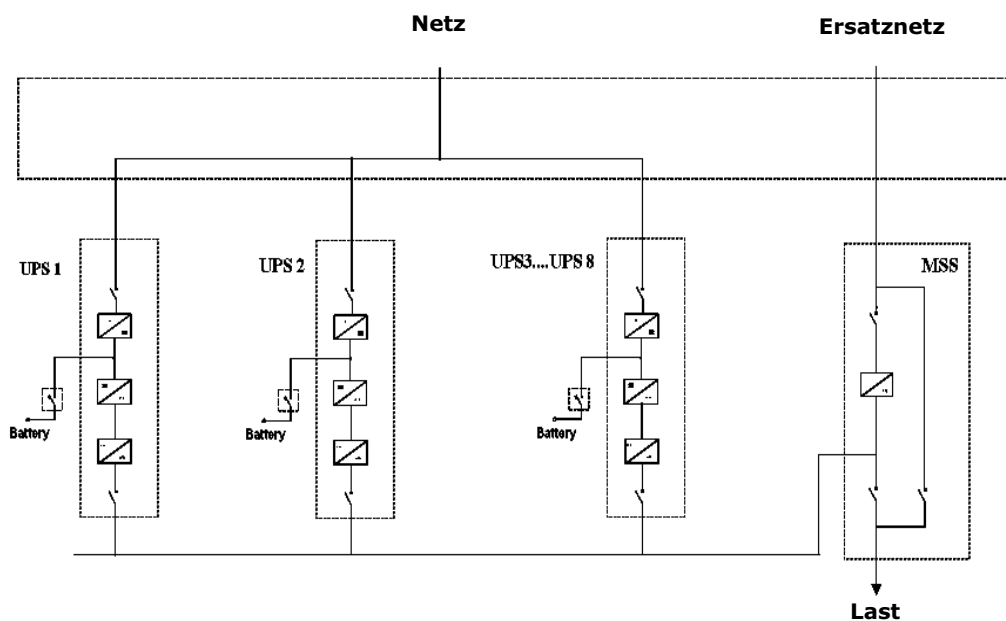 Netz
Ersatznetz
UPS 1
UPS 2
UPS3....UPS 8
MSS
Battery
Battery
Battery
Last